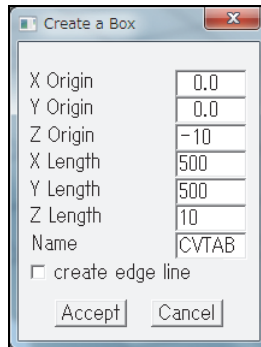 Create a Box
X Origin 0.0
Y Origin 0.0
Z Origin -10
X Length 500
Y Length 500
Z Length 10
Name CVTAB
create edge line
Accept Cancel